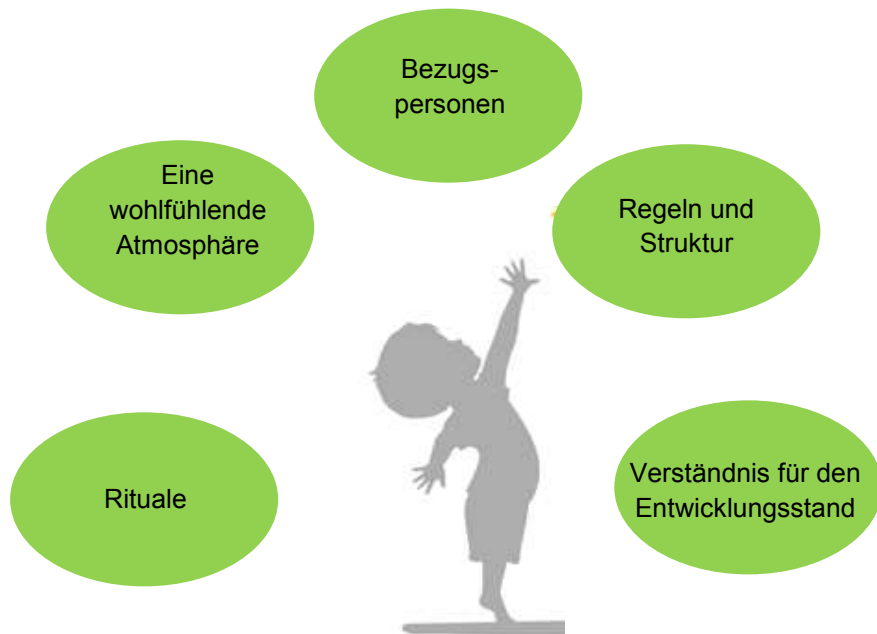 Bezugs-
personen
Eine
wohlfühlende
Atmosphäre
Regeln und
Struktur
Rituale
Verständnis für den
Entwicklungsstand